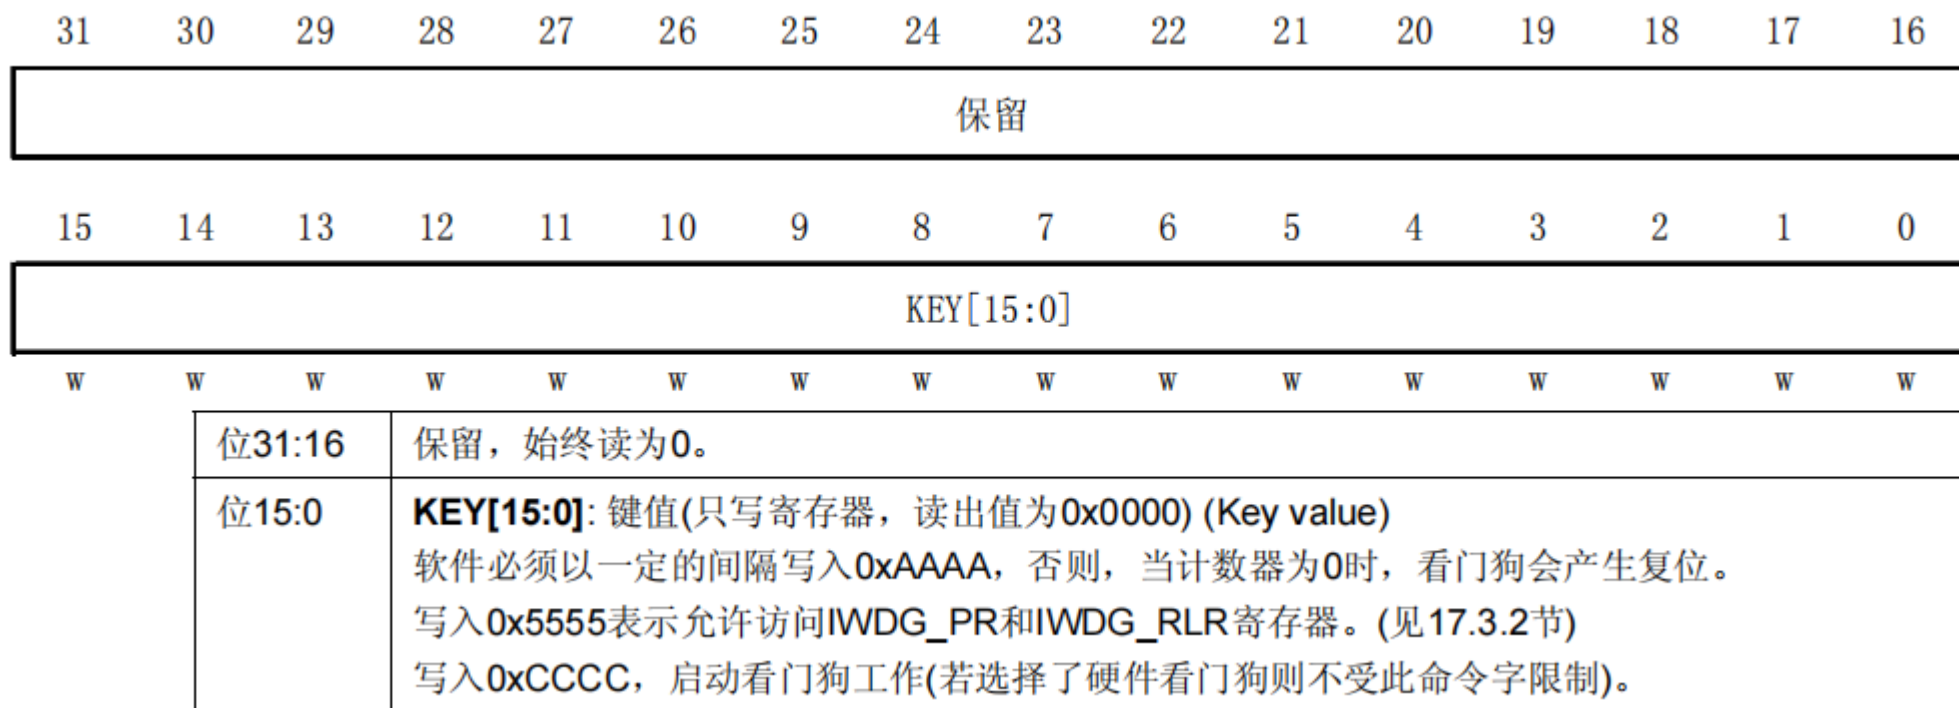 31 30 29 28 27 26 25 24 23 22 21 20 19 18 17 16
保留
15 14 13 12 11 10 9 8 7 6 5 4 3 2 1 0
KEY[15:0]
w w w w w w w w w w w w w w w w
位31:16 保留，始终读为0。
位15:0 KEY[15:0]: 键值(只写寄存器，读出值为0x0000) (Key value)
软件必须以一定的间隔写入0xAAAA，否则，当计数器为0时，看门狗会产生复位。
写入0x5555表示允许访问IWDG_PR和IWDG_RLR寄存器。(见17.3.2节)
写入0xCCCC，启动看门狗工作(若选择了硬件看门狗则不受此命令字限制)。